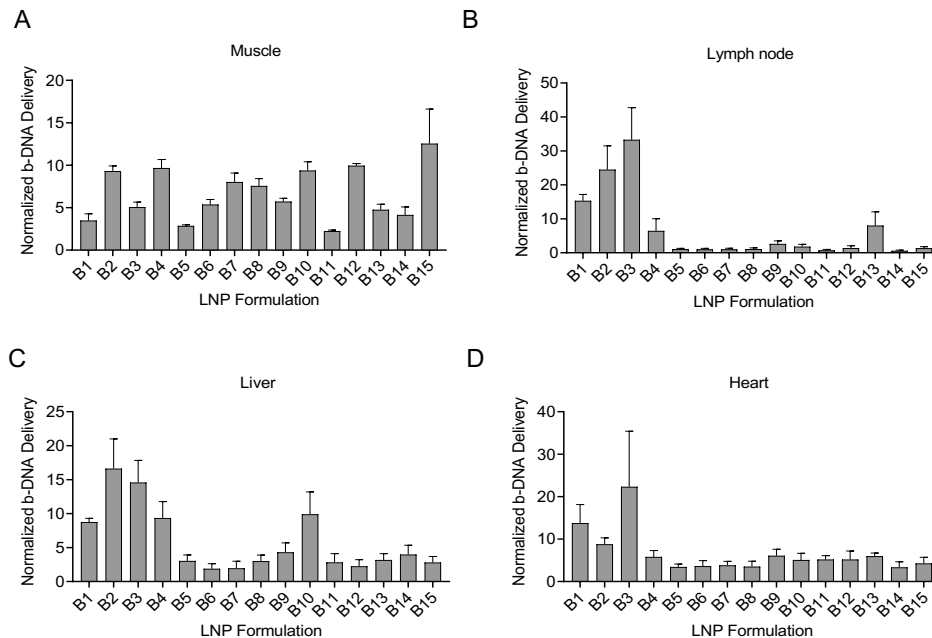 A
Muscle
Normalized b-DNA Delivery
20
15
10
5
0
B1 B2 B3 B4 B5 B6 B7 B8 B9 B10 B11 B12 B13 B14 B15
LNP Formulation
B
Lymph node
Normalized b-DNA Delivery
50
40
30
20
10
0
B1 B2 B3 B4 B5 B6 B7 B8 B9 B10 B11 B12 B13 B14 B15
LNP Formulation
C
Liver
Normalized b-DNA Delivery
25
20
15
10
5
0
B1 B2 B3 B4 B5 B6 B7 B8 B9 B10 B11 B12 B13 B14 B15
LNP Formulation
D
Heart
Normalized b-DNA Delivery
40
30
20
10
0
B1 B2 B3 B4 B5 B6 B7 B8 B9 B10 B11 B12 B13 B14 B15
LNP Formulation